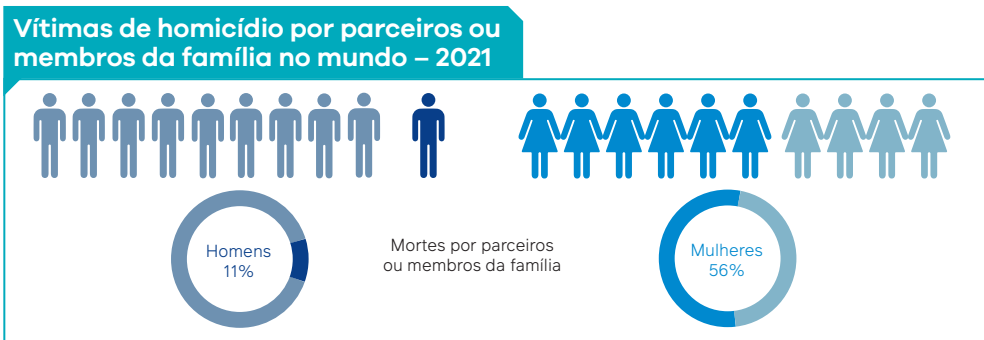 Vítimas de homicídio por parceiros ou
membros da família no mundo – 2021
Homens
11%
Mortes por parceiros
ou membros da família
Mulheres
56%